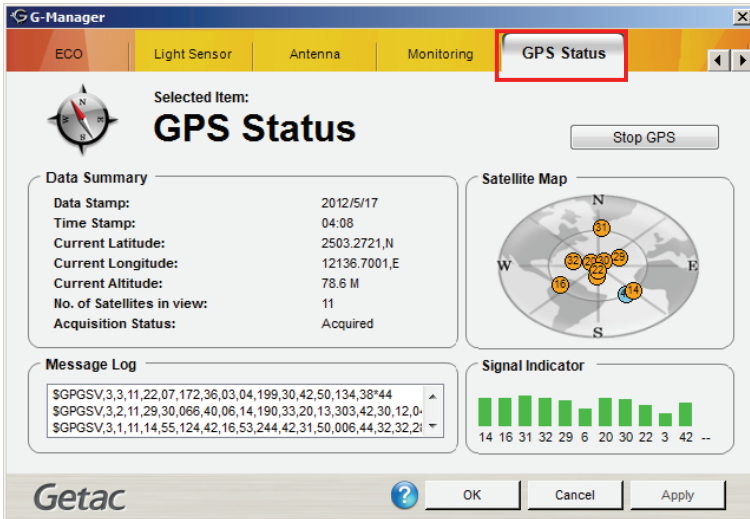 G-Manager
ECO Light Sensor Antenna Monitoring GPS Status
Selected Item:
GPS Status
Stop GPS
Data Summary
Data Stamp: 2012/5/17
Time Stamp: 04:08
Current Latitude: 2503.2721,N
Current Longitude: 12136.7001,E
Current Altitude: 78.6 M
No. of Satellites in view: 11
Acquisition Status: Acquired
Satellite Map
N
31
32 30 29
22
W E
16 14
S
Message Log
$GPGSV,3,3,11,22,07,172,36,03,04,199,30,42,50,134,38*44
$GPGSV,3,2,11,29,30,066,40,06,14,190,33,20,13,303,42,30,12,04
$GPGSV,3,1,11,14,55,124,42,16,53,244,42,31,50,006,44,32,32,2
Signal Indicator
14 16 31 32 29 6 20 30 22 3 42 --
Getac
? OK Cancel Apply